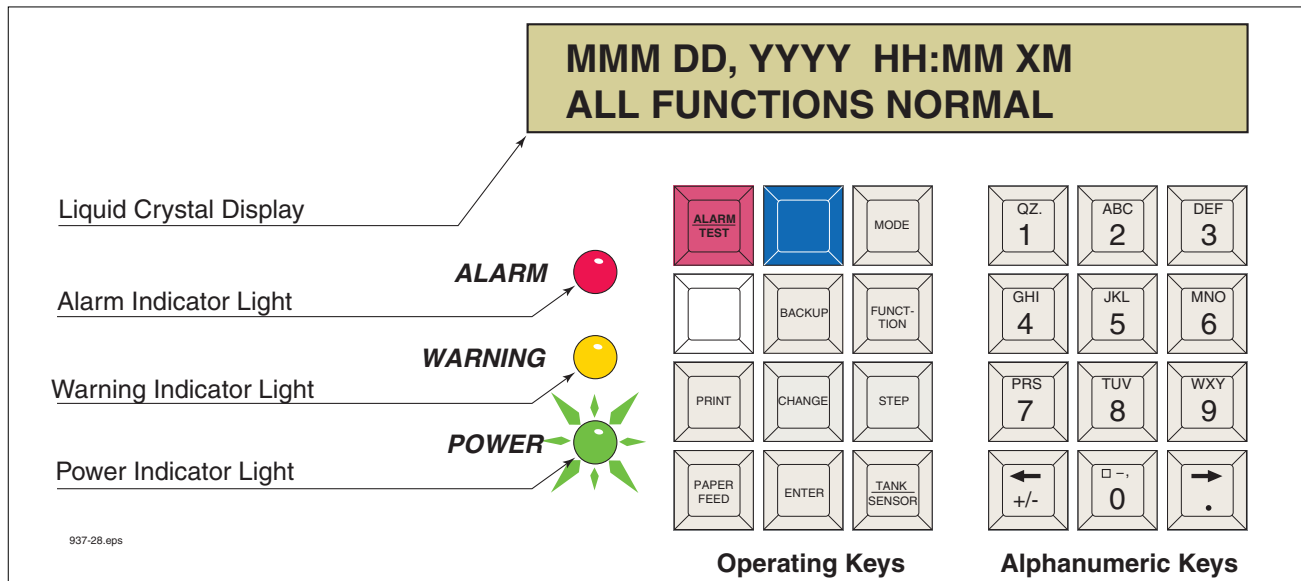 MMM DD, YYYY  HH:MM XM
ALL FUNCTIONS NORMAL
Liquid Crystal Display
ALARM
Alarm Indicator Light
WARNING
Warning Indicator Light
POWER
Power Indicator Light
937-28.eps
ALARM
TEST
MODE
BACKUP
FUNCT-
TION
PRINT
CHANGE
STEP
PAPER
FEED
ENTER
TANK
SENSOR
Operating Keys
QZ.
1
ABC
2
DEF
3
GHI
4
JKL
5
MNO
6
PRS
7
TUV
8
WXY
9
←
+/-
□ –,
0
→
.
Alphanumeric Keys